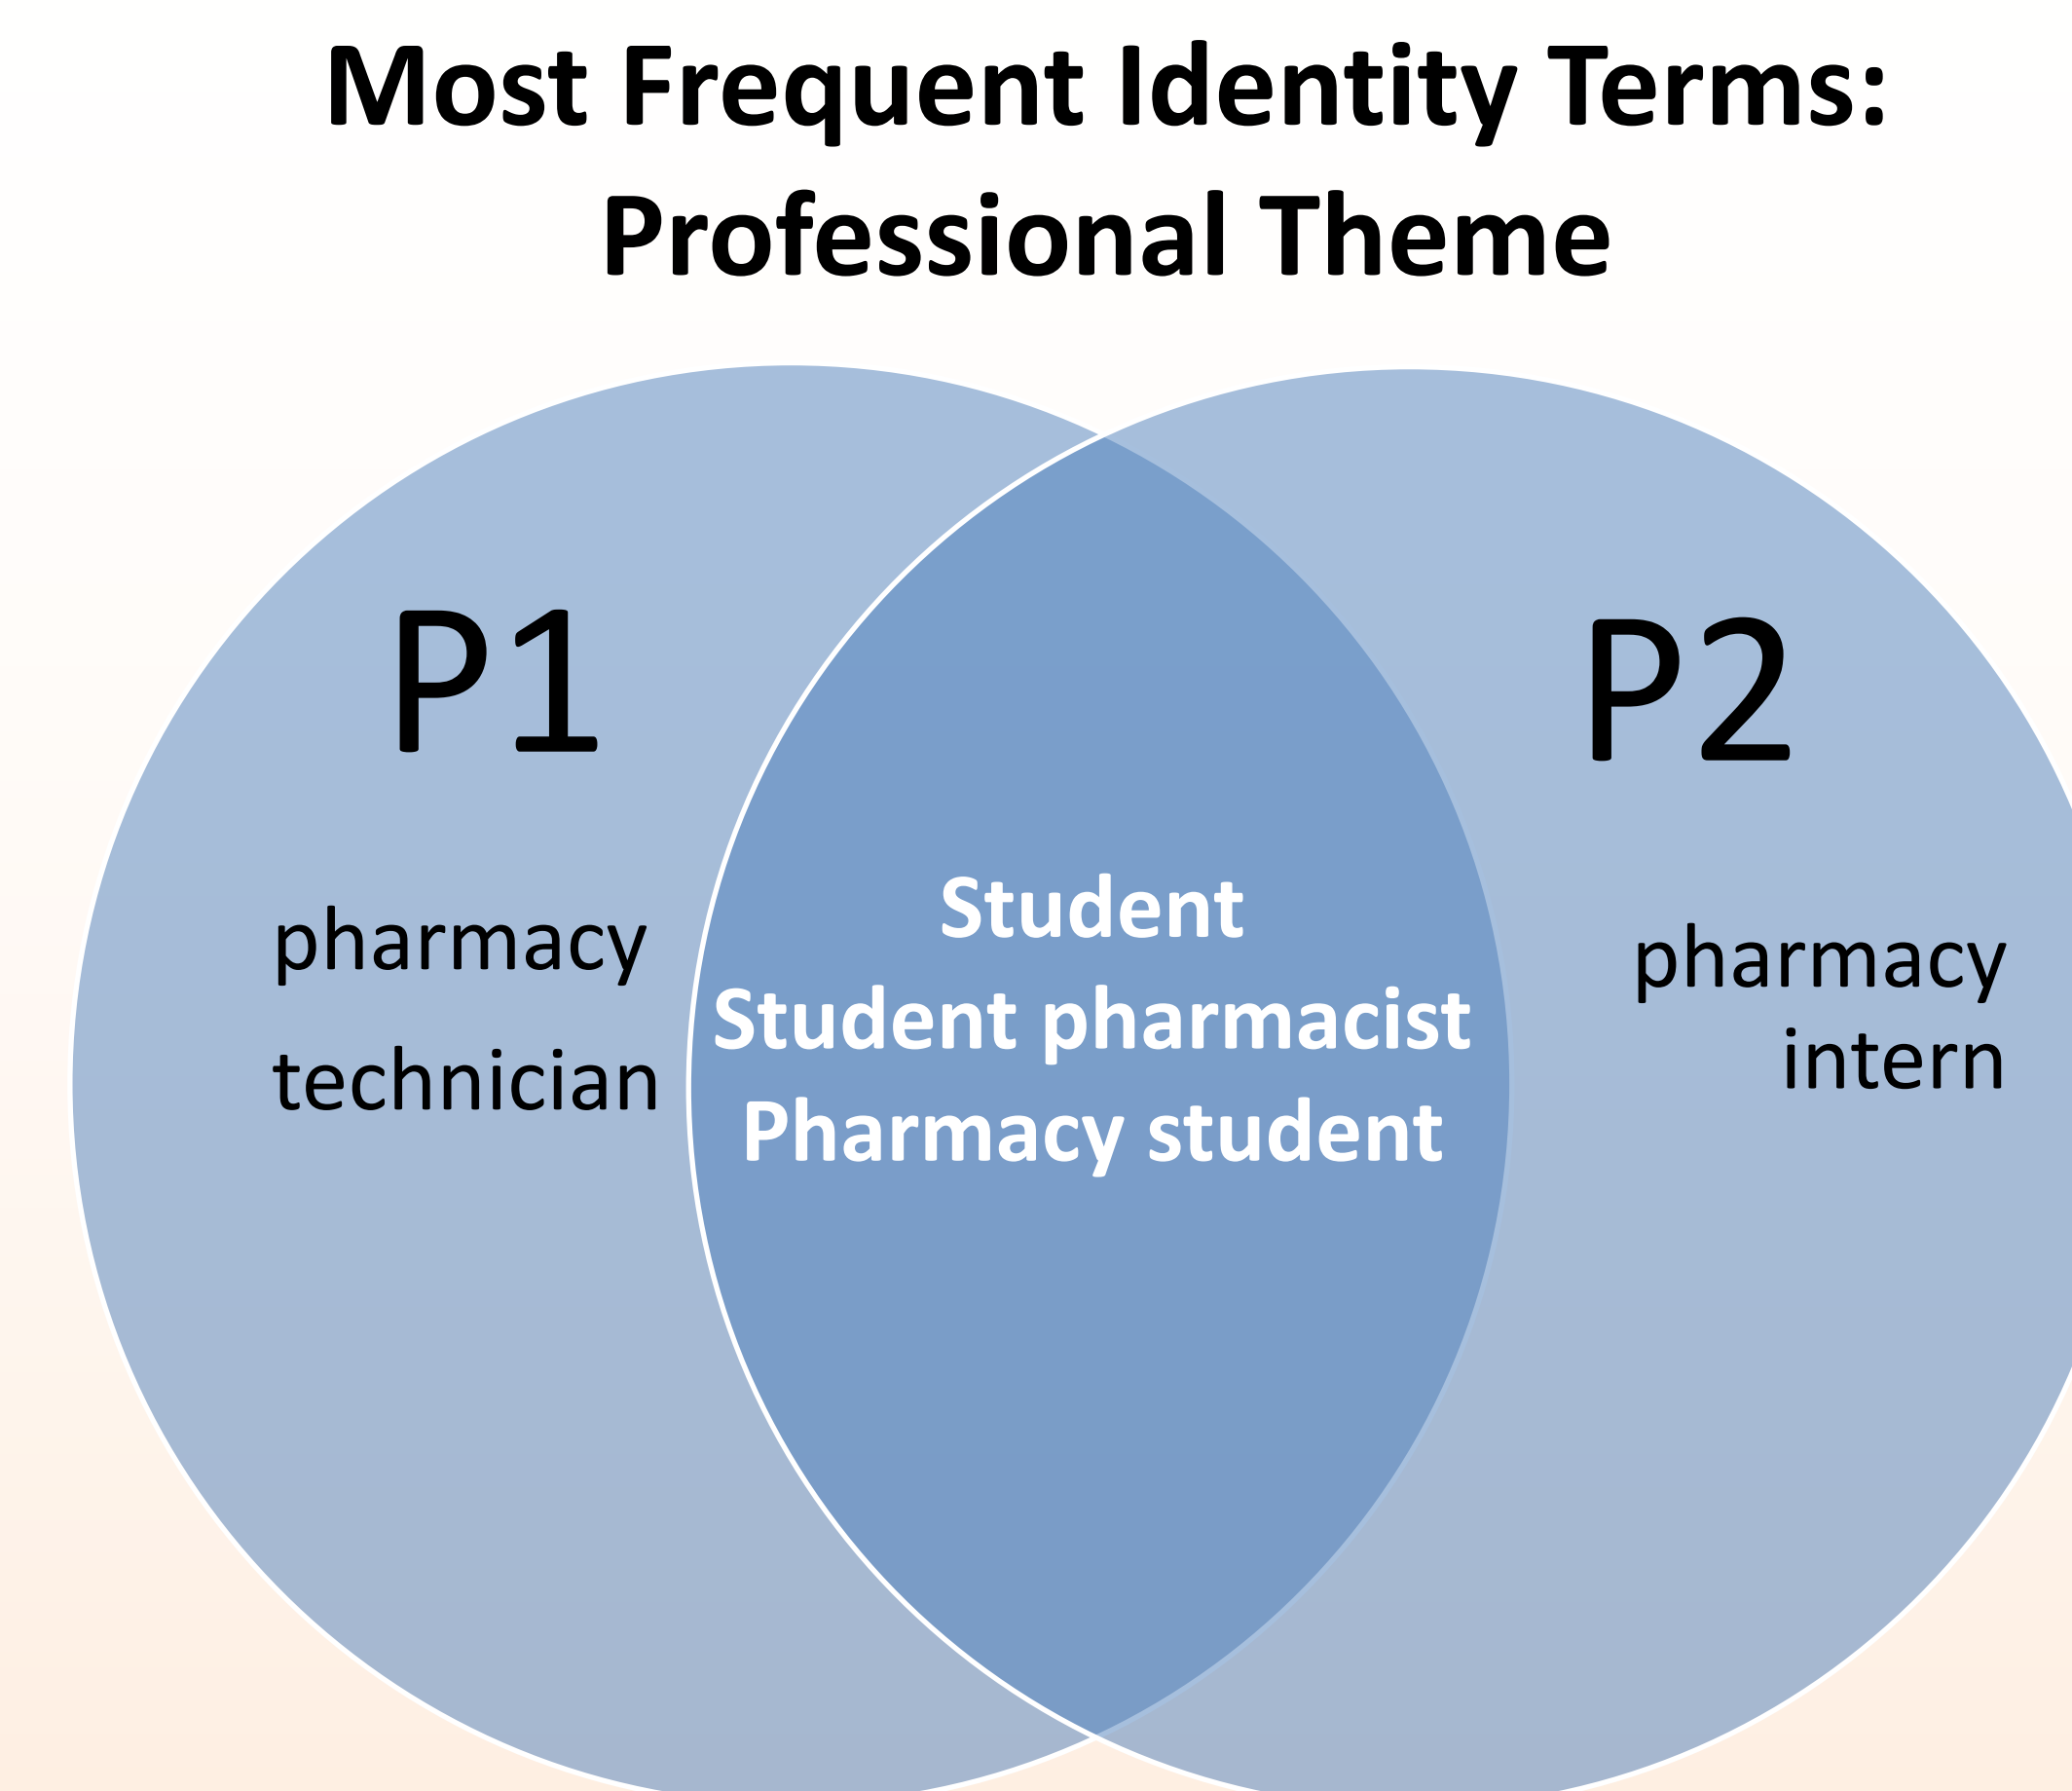 Most Frequent Identity Terms:
Professional Theme
P1
pharmacy
technician
Student
Student pharmacist
Pharmacy student
P2
pharmacy
intern